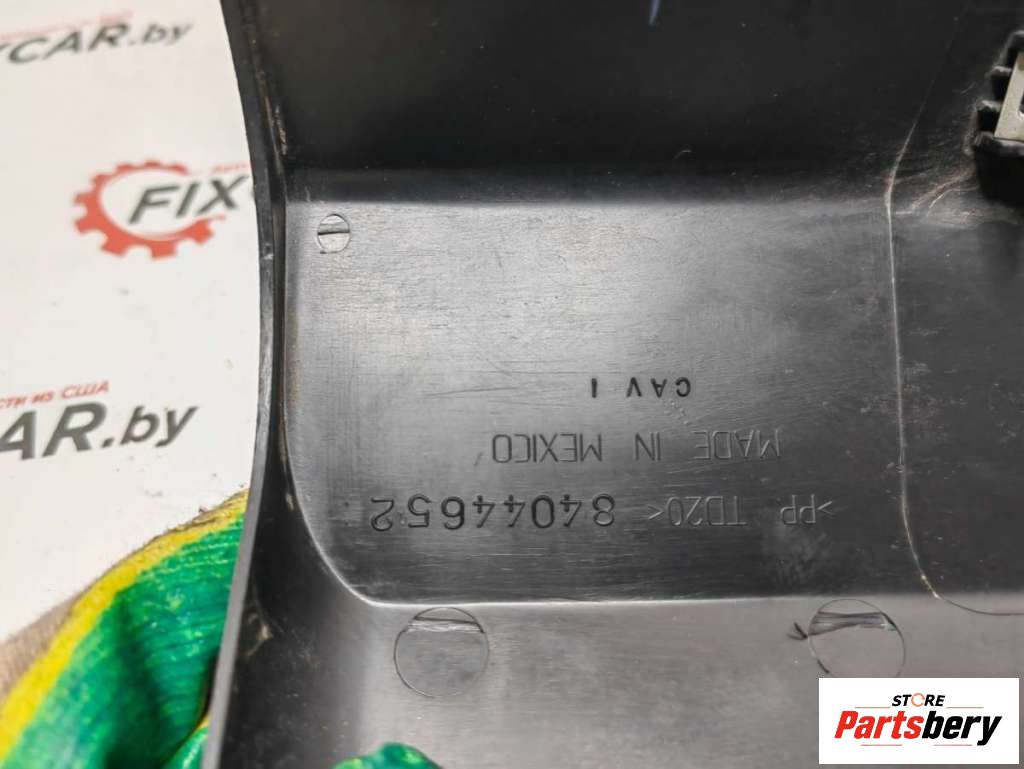 YCAR.by
FIX
СТИ ИЗ США
AR.by
CAV 1
MADE IN MEXICO
>PP TD20< 84044652
STORE
Partsbery